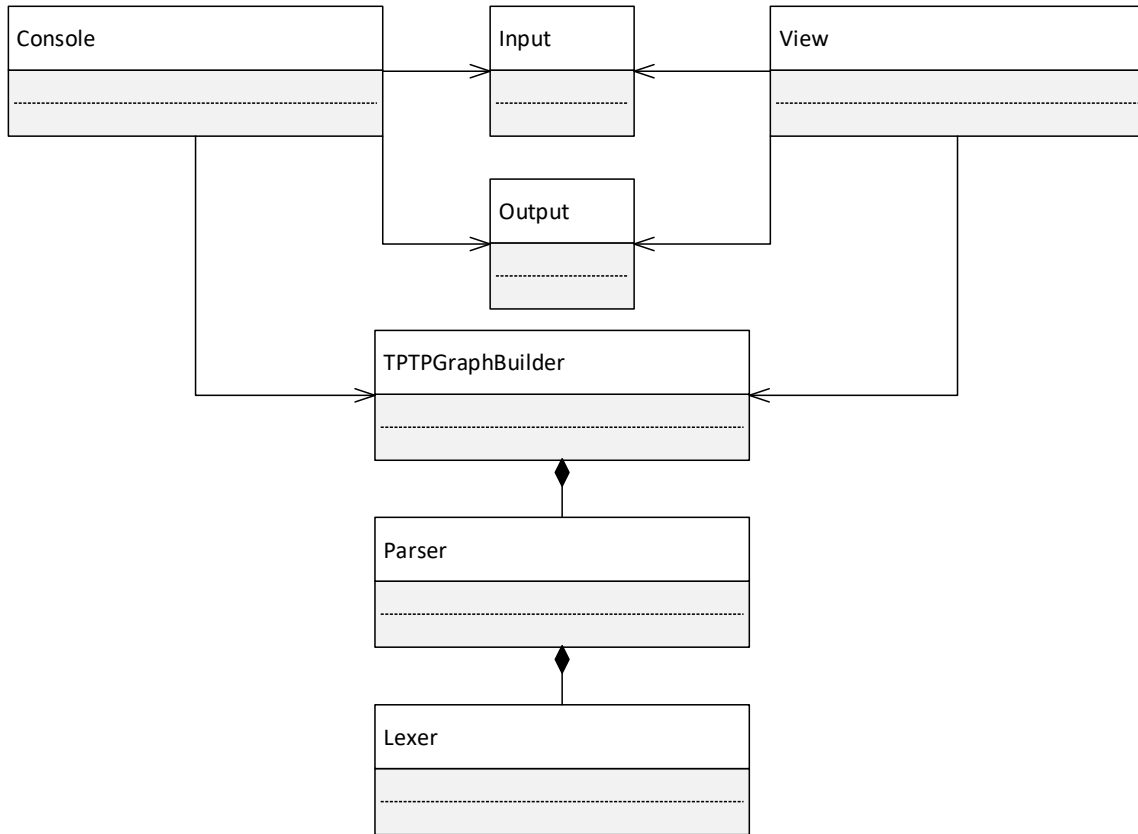 Console
Input
View
Output
TPTPGraphBuilder
Parser
Lexer